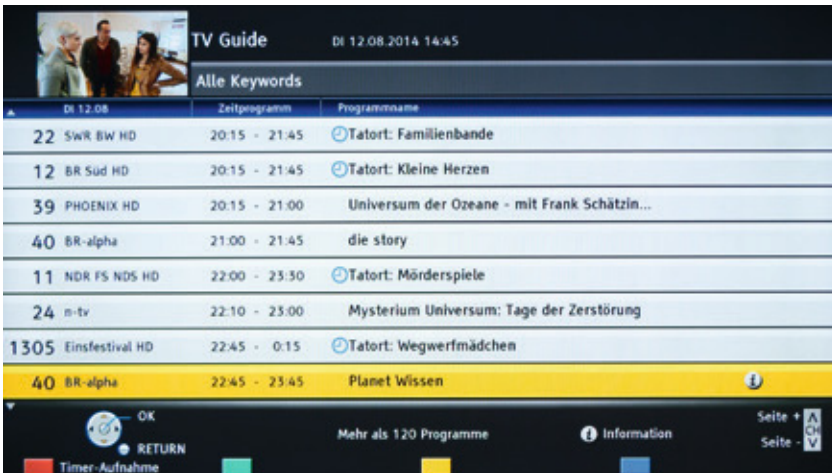 TV Guide DI 12.08.2014 14:45
Alle Keywords
DI 12.08 Zeitprogramm Programmname
22 SWR BW HD 20:15 - 21:45 Tatort: Familienbande
12 BR Süd HD 20:15 - 21:45 Tatort: Kleine Herzen
39 PHOENIX HD 20:15 - 21:00 Universum der Ozeane - mit Frank Schätzin...
40 BR-alpha 21:00 - 21:45 die story
11 NDR FS NDS HD 22:00 - 23:30 Tatort: Mörderspiele
24 n-tv 22:10 - 23:00 Mysterium Universum: Tage der Zerstörung
1305 Einsfestival HD 22:45 - 0:15 Tatort: Wegwerfmädchen
40 BR-alpha 22:45 - 23:45 Planet Wissen i
OK
RETURN
Mehr als 120 Programme
i Information
Seite +
CH
Seite -
Timer-Aufnahme